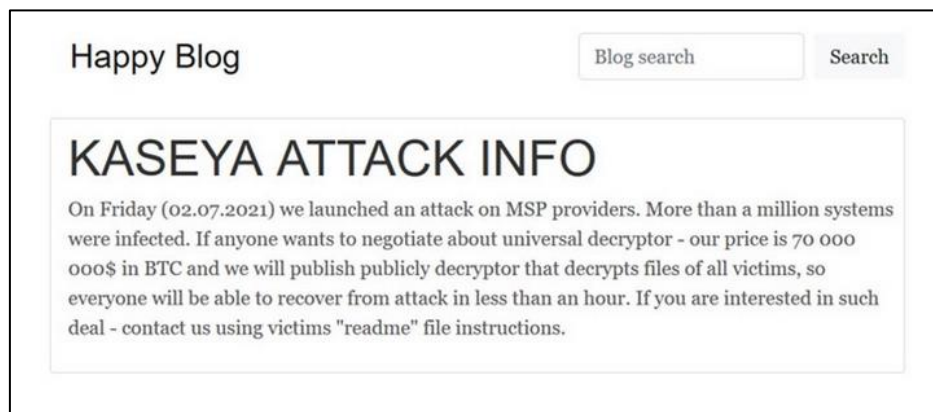 Happy Blog
Blog search
Search
KASEYA ATTACK INFO
On Friday (02.07.2021) we launched an attack on MSP providers. More than a million systems
were infected. If anyone wants to negotiate about universal decryptor - our price is 70 000
000$ in BTC and we will publish publicly decryptor that decrypts files of all victims, so
everyone will be able to recover from attack in less than an hour. If you are interested in such
deal - contact us using victims "readme" file instructions.